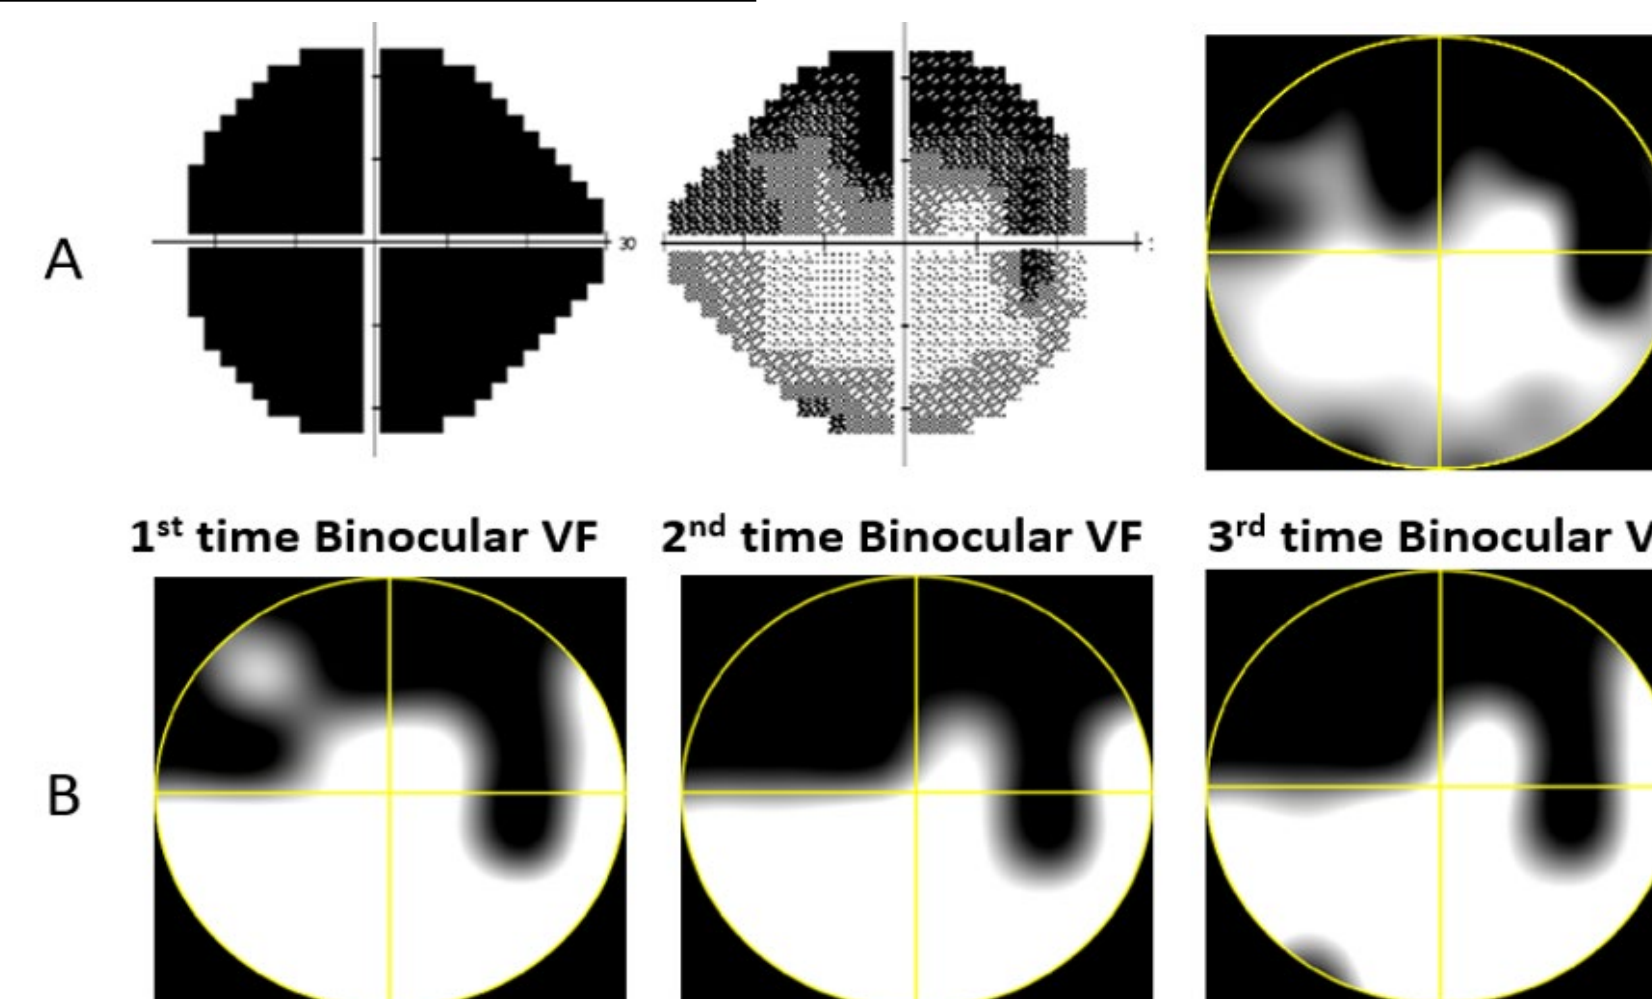 A
30
1st time Binocular VF
2nd time Binocular VF
3rd time Binocular
B